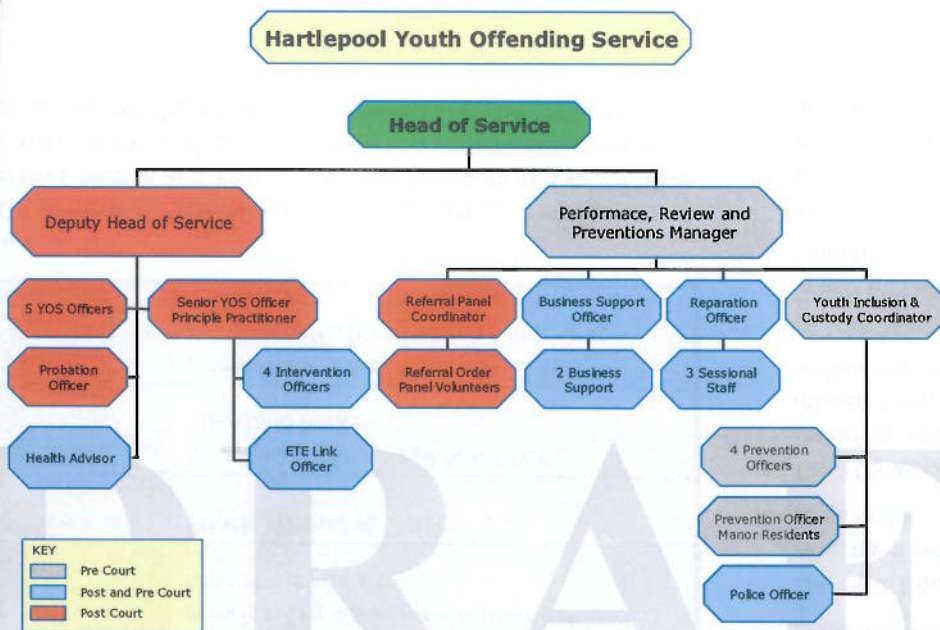 Hartlepool Youth Offending Service
Head of Service
Deputy Head of Service
Performace, Review and
Preventions Manager
5 YOS Officers
Senior YOS Officer
Principle Practitioner
Referral Panel
Coordinator
Business Support
Officer
Reparation
Officer
Youth Inclusion &
Custody Coordinator
Probation
Officer
4 Intervention
Officers
Referral Order
Panel Volunteers
2 Business
Support
3 Sessional
Staff
Health Advisor
ETE Link
Officer
4 Prevention
Officers
Prevention Officer
Manor Residents
Police Officer
KEY
Pre Court
Post and Pre Court
Post Court
DRAF